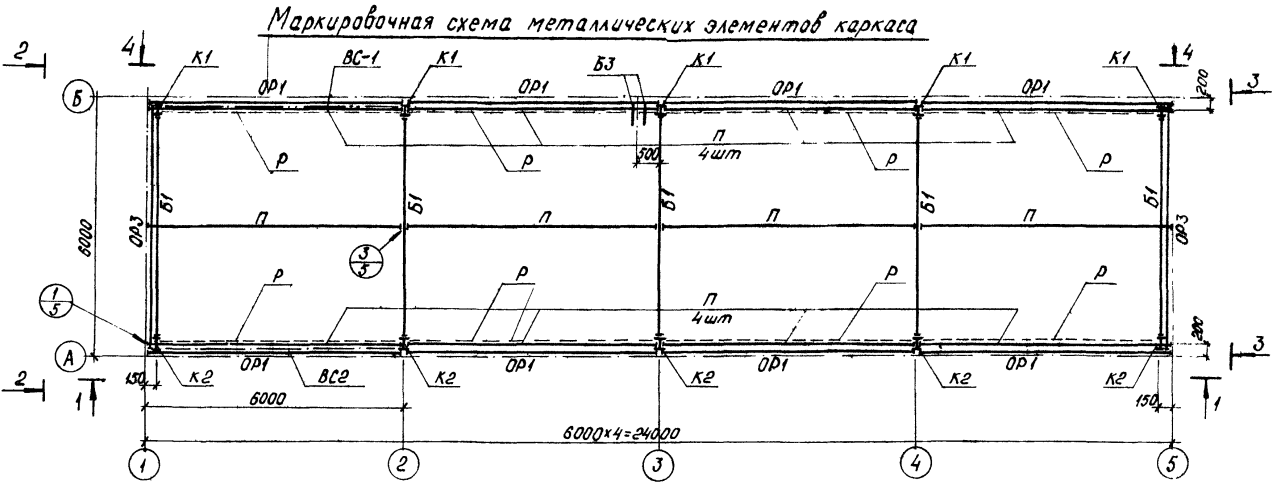 Маркировочная схема металлических элементов каркаса
2 4 К1 ВС-1 К1 Б3 К1 К1 К1 4
Б ОР1 ОР1 ОР1 ОР1 200 3
П
4шт
500
Р Р Р Р
Б1 Б1 Б1 Б1 Б1
6000 ОР3 П П П П ОР3
3
5
Р Р Р Р
П
4шт
1
5
А ОР1 ОР1 ОР1 ОР1 200 3
2 1 150 К2 ВС2 К2 К2 К2 К2 150 1
6000
6000х4=24000
1 2 3 4 5